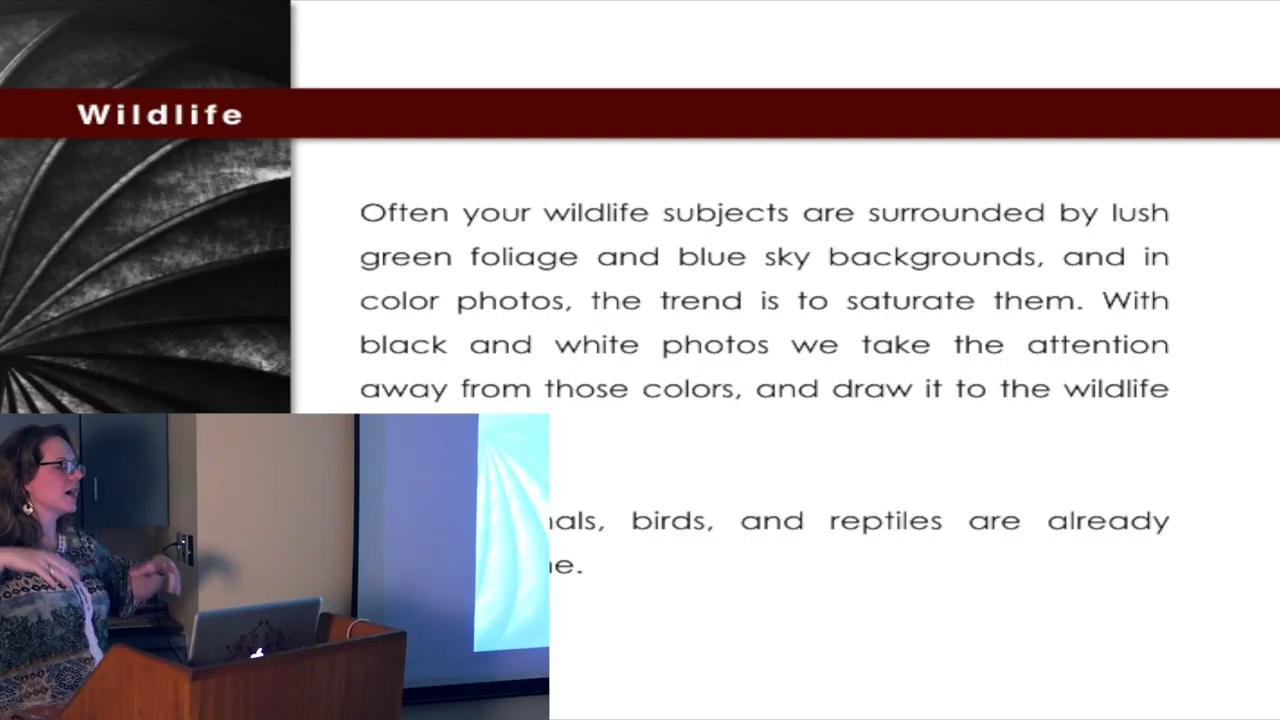 Wildlife
Often your wildlife subjects are surrounded by lush
green foliage and blue sky backgrounds, and in
color photos, the trend is to saturate them. With
black and white photos we take the attention
away from those colors, and draw it to the wildlife
birds, and reptiles are already